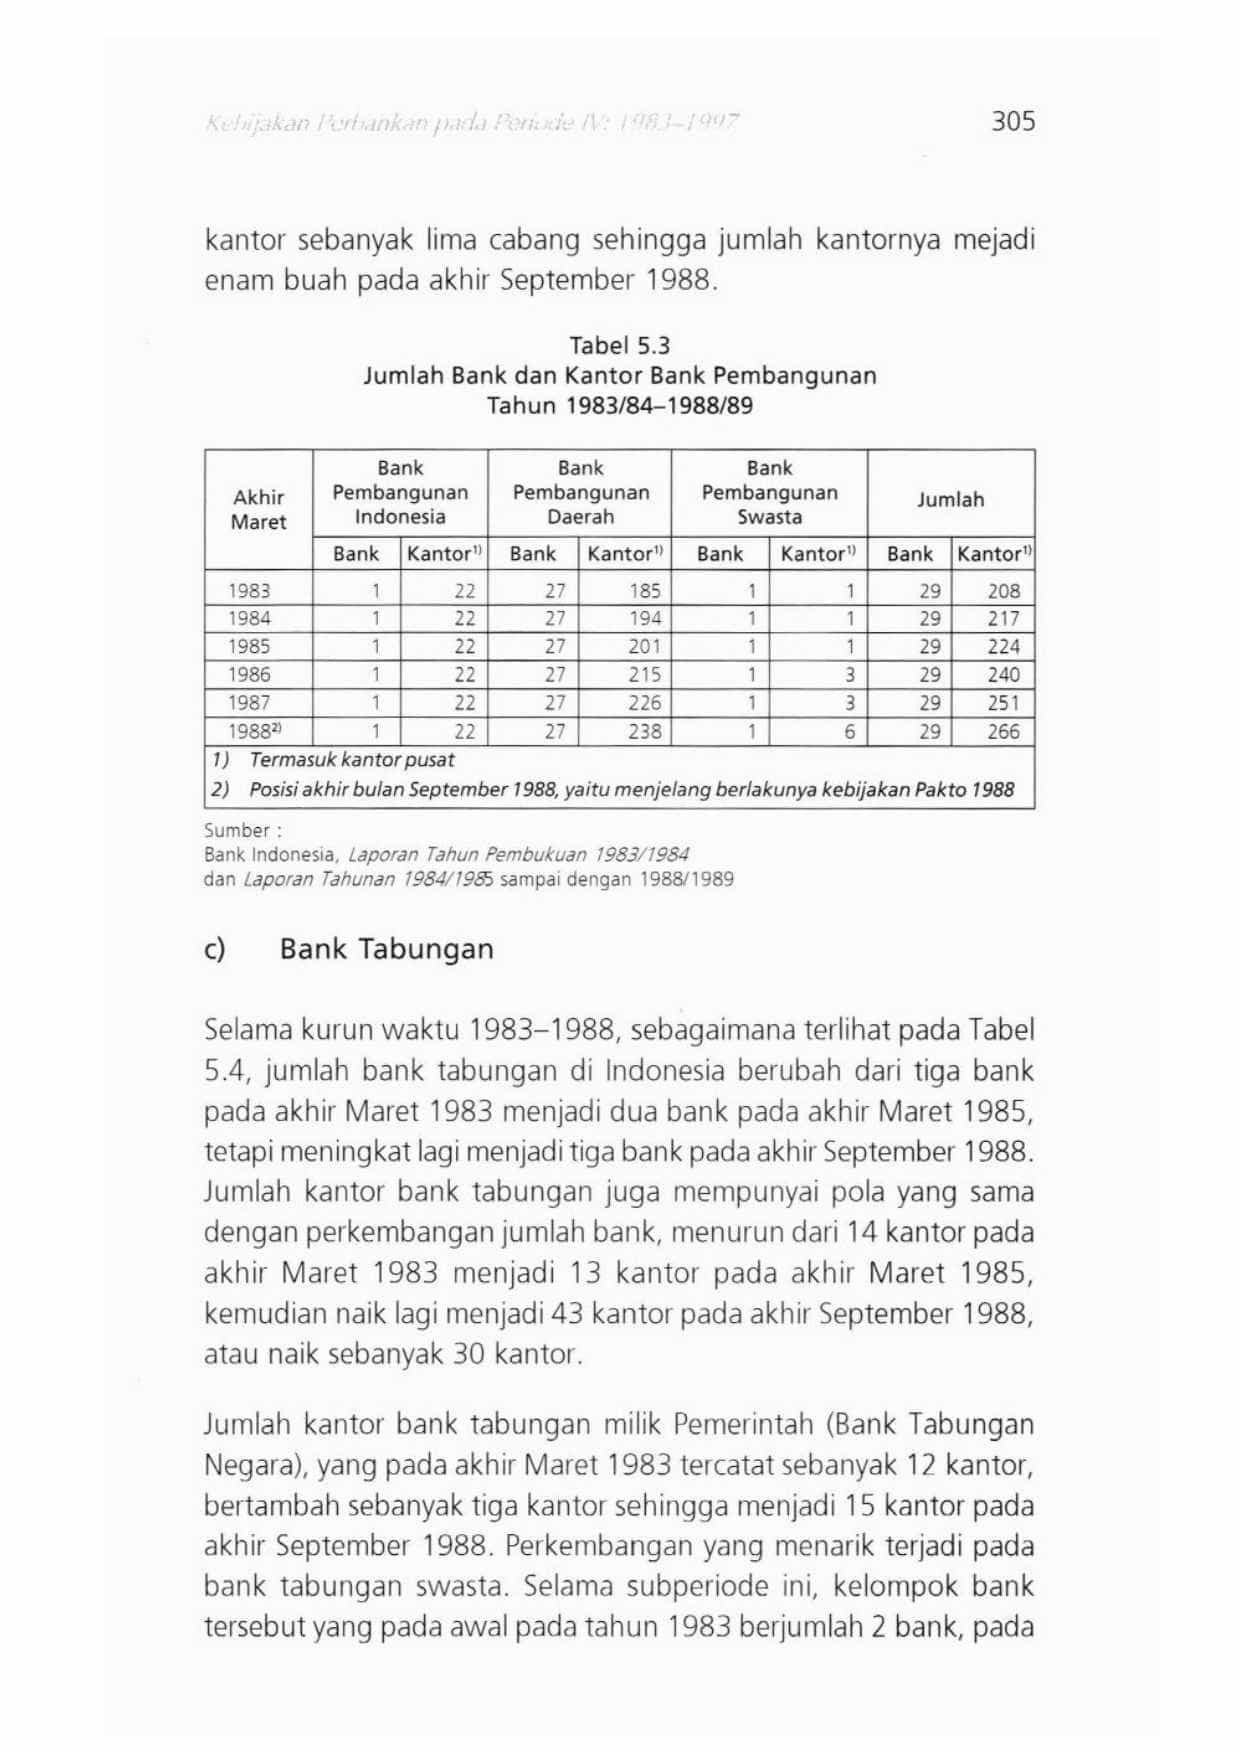 Kebijakan Perbankan pada Periode IV: 1983–1997 305
kantor sebanyak lima cabang sehingga jumlah kantornya mejadi
enam buah pada akhir September 1988.
Tabel 5.3
Jumlah Bank dan Kantor Bank Pembangunan
Tahun 1983/84–1988/89
Akhir Maret | Bank Pembangunan Indonesia | Bank Pembangunan Daerah | Bank Pembangunan Swasta | Jumlah
Bank | Kantor¹⁾ | Bank | Kantor¹⁾ | Bank | Kantor¹⁾ | Bank | Kantor¹⁾
1983 | 1 | 22 | 27 | 185 | 1 | 1 | 29 | 208
1984 | 1 | 22 | 27 | 194 | 1 | 1 | 29 | 217
1985 | 1 | 22 | 27 | 201 | 1 | 1 | 29 | 224
1986 | 1 | 22 | 27 | 215 | 1 | 3 | 29 | 240
1987 | 1 | 22 | 27 | 226 | 1 | 3 | 29 | 251
1988²⁾ | 1 | 22 | 27 | 238 | 1 | 6 | 29 | 266
1) Termasuk kantor pusat
2) Posisi akhir bulan September 1988, yaitu menjelang berlakunya kebijakan Pakto 1988
Sumber :
Bank Indonesia, Laporan Tahun Pembukuan 1983/1984
dan Laporan Tahunan 1984/1985 sampai dengan 1988/1989
c) Bank Tabungan
Selama kurun waktu 1983–1988, sebagaimana terlihat pada Tabel
5.4, jumlah bank tabungan di Indonesia berubah dari tiga bank
pada akhir Maret 1983 menjadi dua bank pada akhir Maret 1985,
tetapi meningkat lagi menjadi tiga bank pada akhir September 1988.
Jumlah kantor bank tabungan juga mempunyai pola yang sama
dengan perkembangan jumlah bank, menurun dari 14 kantor pada
akhir Maret 1983 menjadi 13 kantor pada akhir Maret 1985,
kemudian naik lagi menjadi 43 kantor pada akhir September 1988,
atau naik sebanyak 30 kantor.
Jumlah kantor bank tabungan milik Pemerintah (Bank Tabungan
Negara), yang pada akhir Maret 1983 tercatat sebanyak 12 kantor,
bertambah sebanyak tiga kantor sehingga menjadi 15 kantor pada
akhir September 1988. Perkembangan yang menarik terjadi pada
bank tabungan swasta. Selama subperiode ini, kelompok bank
tersebut yang pada awal pada tahun 1983 berjumlah 2 bank, pada